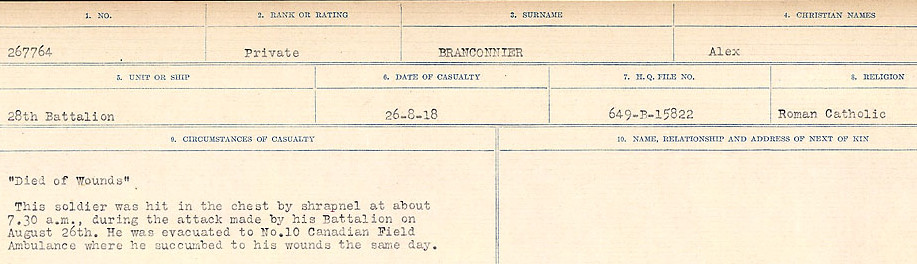 1. NO. 2. RANK OR RATING 3. SURNAME 4. CHRISTIAN NAMES
267764 Private BRANCONNIER Alex
5. UNIT OR SHIP 6. DATE OF CASUALTY 7. H.Q. FILE NO. 8. RELIGION
28th Battalion 26-8-18 649-B-15822 Roman Catholic
9. CIRCUMSTANCES OF CASUALTY 10. NAME, RELATIONSHIP AND ADDRESS OF NEXT OF KIN
"Died of Wounds"
This soldier was hit in the chest by shrapnel at about
7.30 a.m., during the attack made by his Battalion on
August 26th. He was evacuated to No.10 Canadian Field
Ambulance where he succumbed to his wounds the same day.